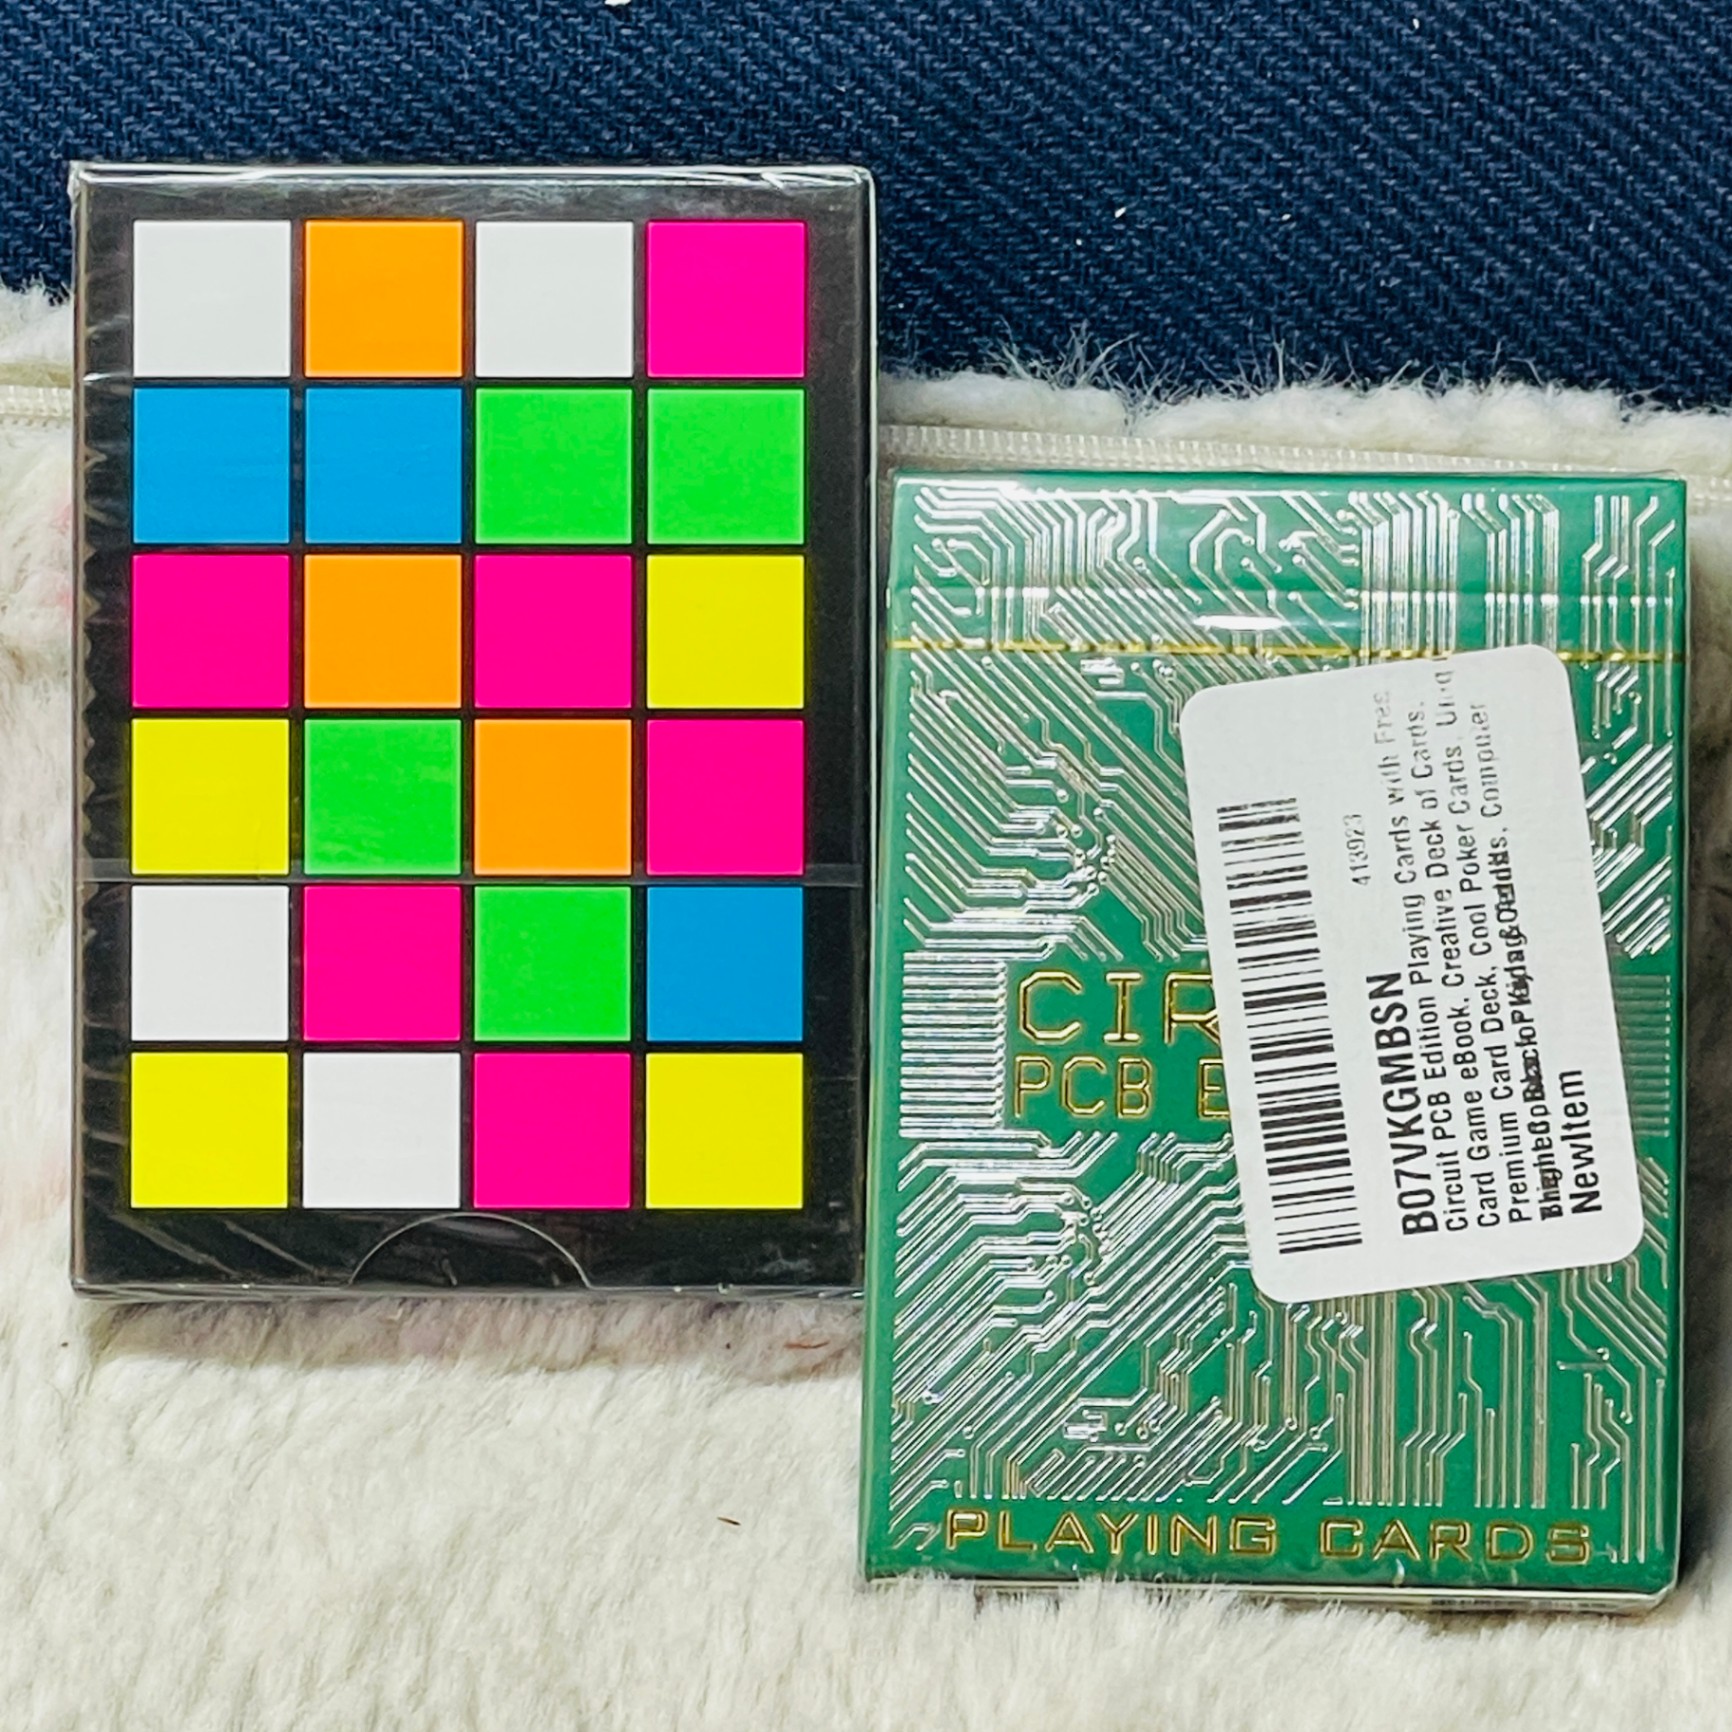 CIR
PCB E
PLAYING CARDS
413923
B07VKGMBSN
Circuit PCB Edition Playing Cards with Free
Card Game eBook, Creative Deck of Cards,
Premium Card Deck, Cool Poker Cards,
NewItem